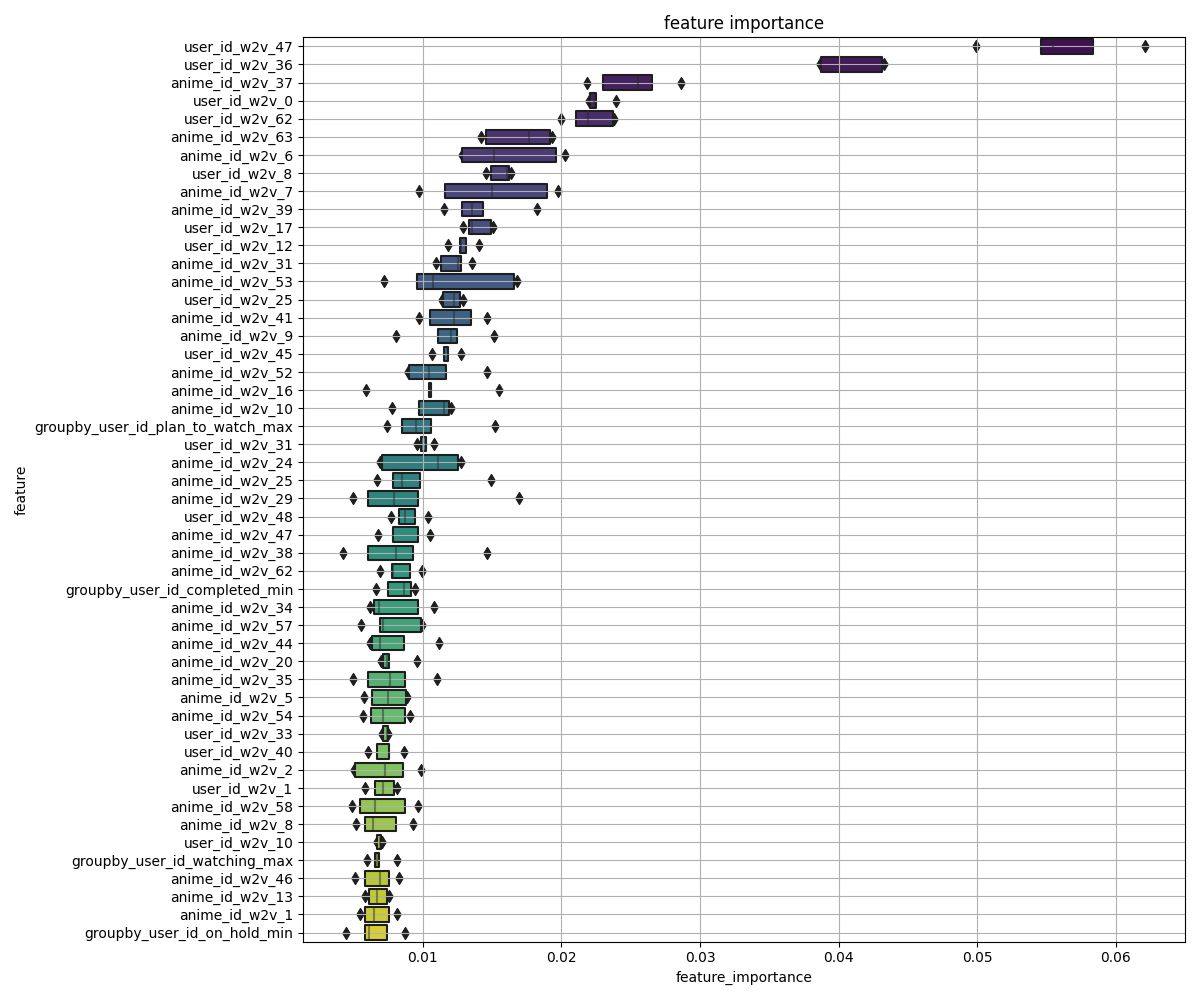 feature importance
user_id_w2v_47
user_id_w2v_36
anime_id_w2v_37
user_id_w2v_0
user_id_w2v_62
anime_id_w2v_63
anime_id_w2v_6
user_id_w2v_8
anime_id_w2v_7
anime_id_w2v_39
user_id_w2v_17
user_id_w2v_12
anime_id_w2v_31
anime_id_w2v_53
user_id_w2v_25
anime_id_w2v_41
anime_id_w2v_9
user_id_w2v_45
anime_id_w2v_52
anime_id_w2v_16
anime_id_w2v_10
groupby_user_id_plan_to_watch_max
user_id_w2v_31
anime_id_w2v_24
anime_id_w2v_25
anime_id_w2v_29
user_id_w2v_48
anime_id_w2v_47
anime_id_w2v_38
anime_id_w2v_62
groupby_user_id_completed_min
anime_id_w2v_34
anime_id_w2v_57
anime_id_w2v_44
anime_id_w2v_20
anime_id_w2v_35
anime_id_w2v_5
anime_id_w2v_54
user_id_w2v_33
user_id_w2v_40
anime_id_w2v_2
user_id_w2v_1
anime_id_w2v_58
anime_id_w2v_8
user_id_w2v_10
groupby_user_id_watching_max
anime_id_w2v_46
anime_id_w2v_13
anime_id_w2v_1
groupby_user_id_on_hold_min
feature
0.01 0.02 0.03 0.04 0.05 0.06
feature_importance